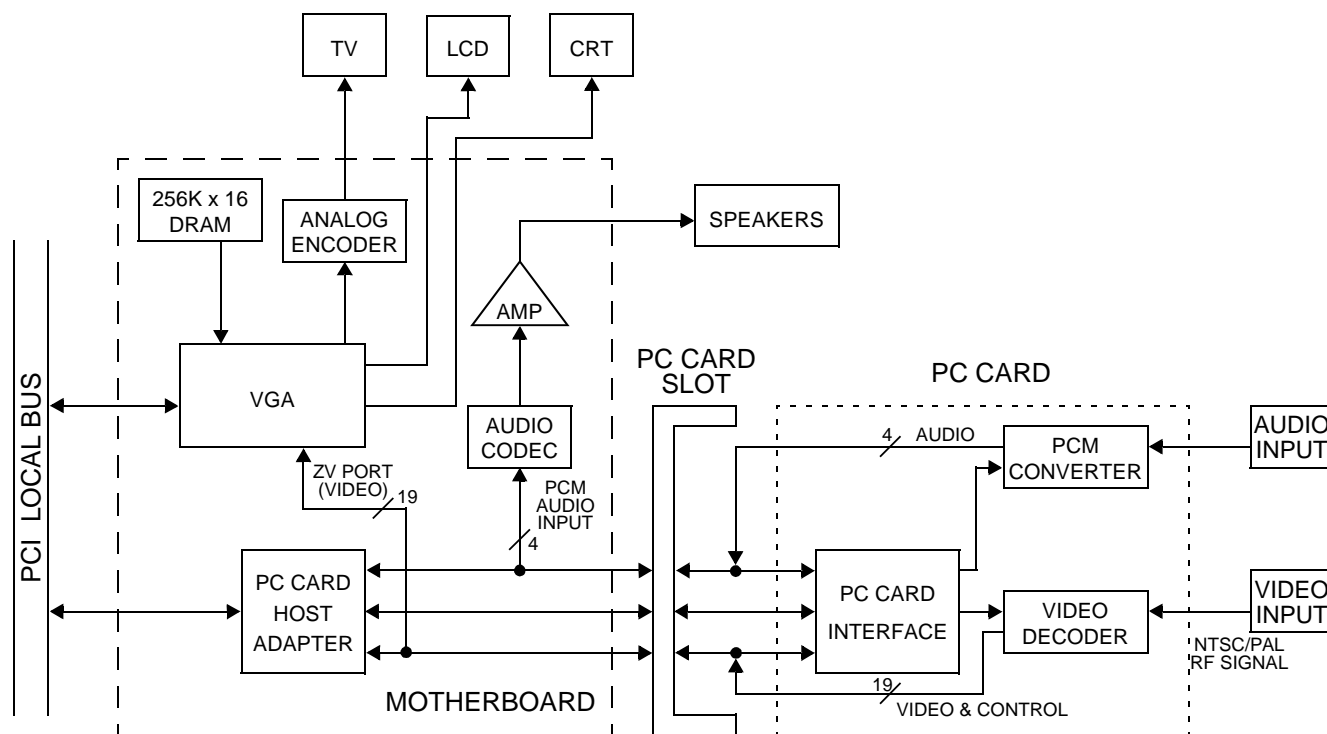 TV
LCD
CRT
256K x 16
DRAM
ANALOG
ENCODER
SPEAKERS
AMP
PCI LOCAL BUS
VGA
AUDIO
CODEC
ZV PORT
(VIDEO)
19
PCM
AUDIO
INPUT
4
PC CARD
HOST
ADAPTER
MOTHERBOARD
PC CARD
SLOT
PC CARD
4
AUDIO
PCM
CONVERTER
AUDIO
INPUT
PC CARD
INTERFACE
VIDEO
DECODER
VIDEO
INPUT
NTSC/PAL
RF SIGNAL
19
VIDEO & CONTROL